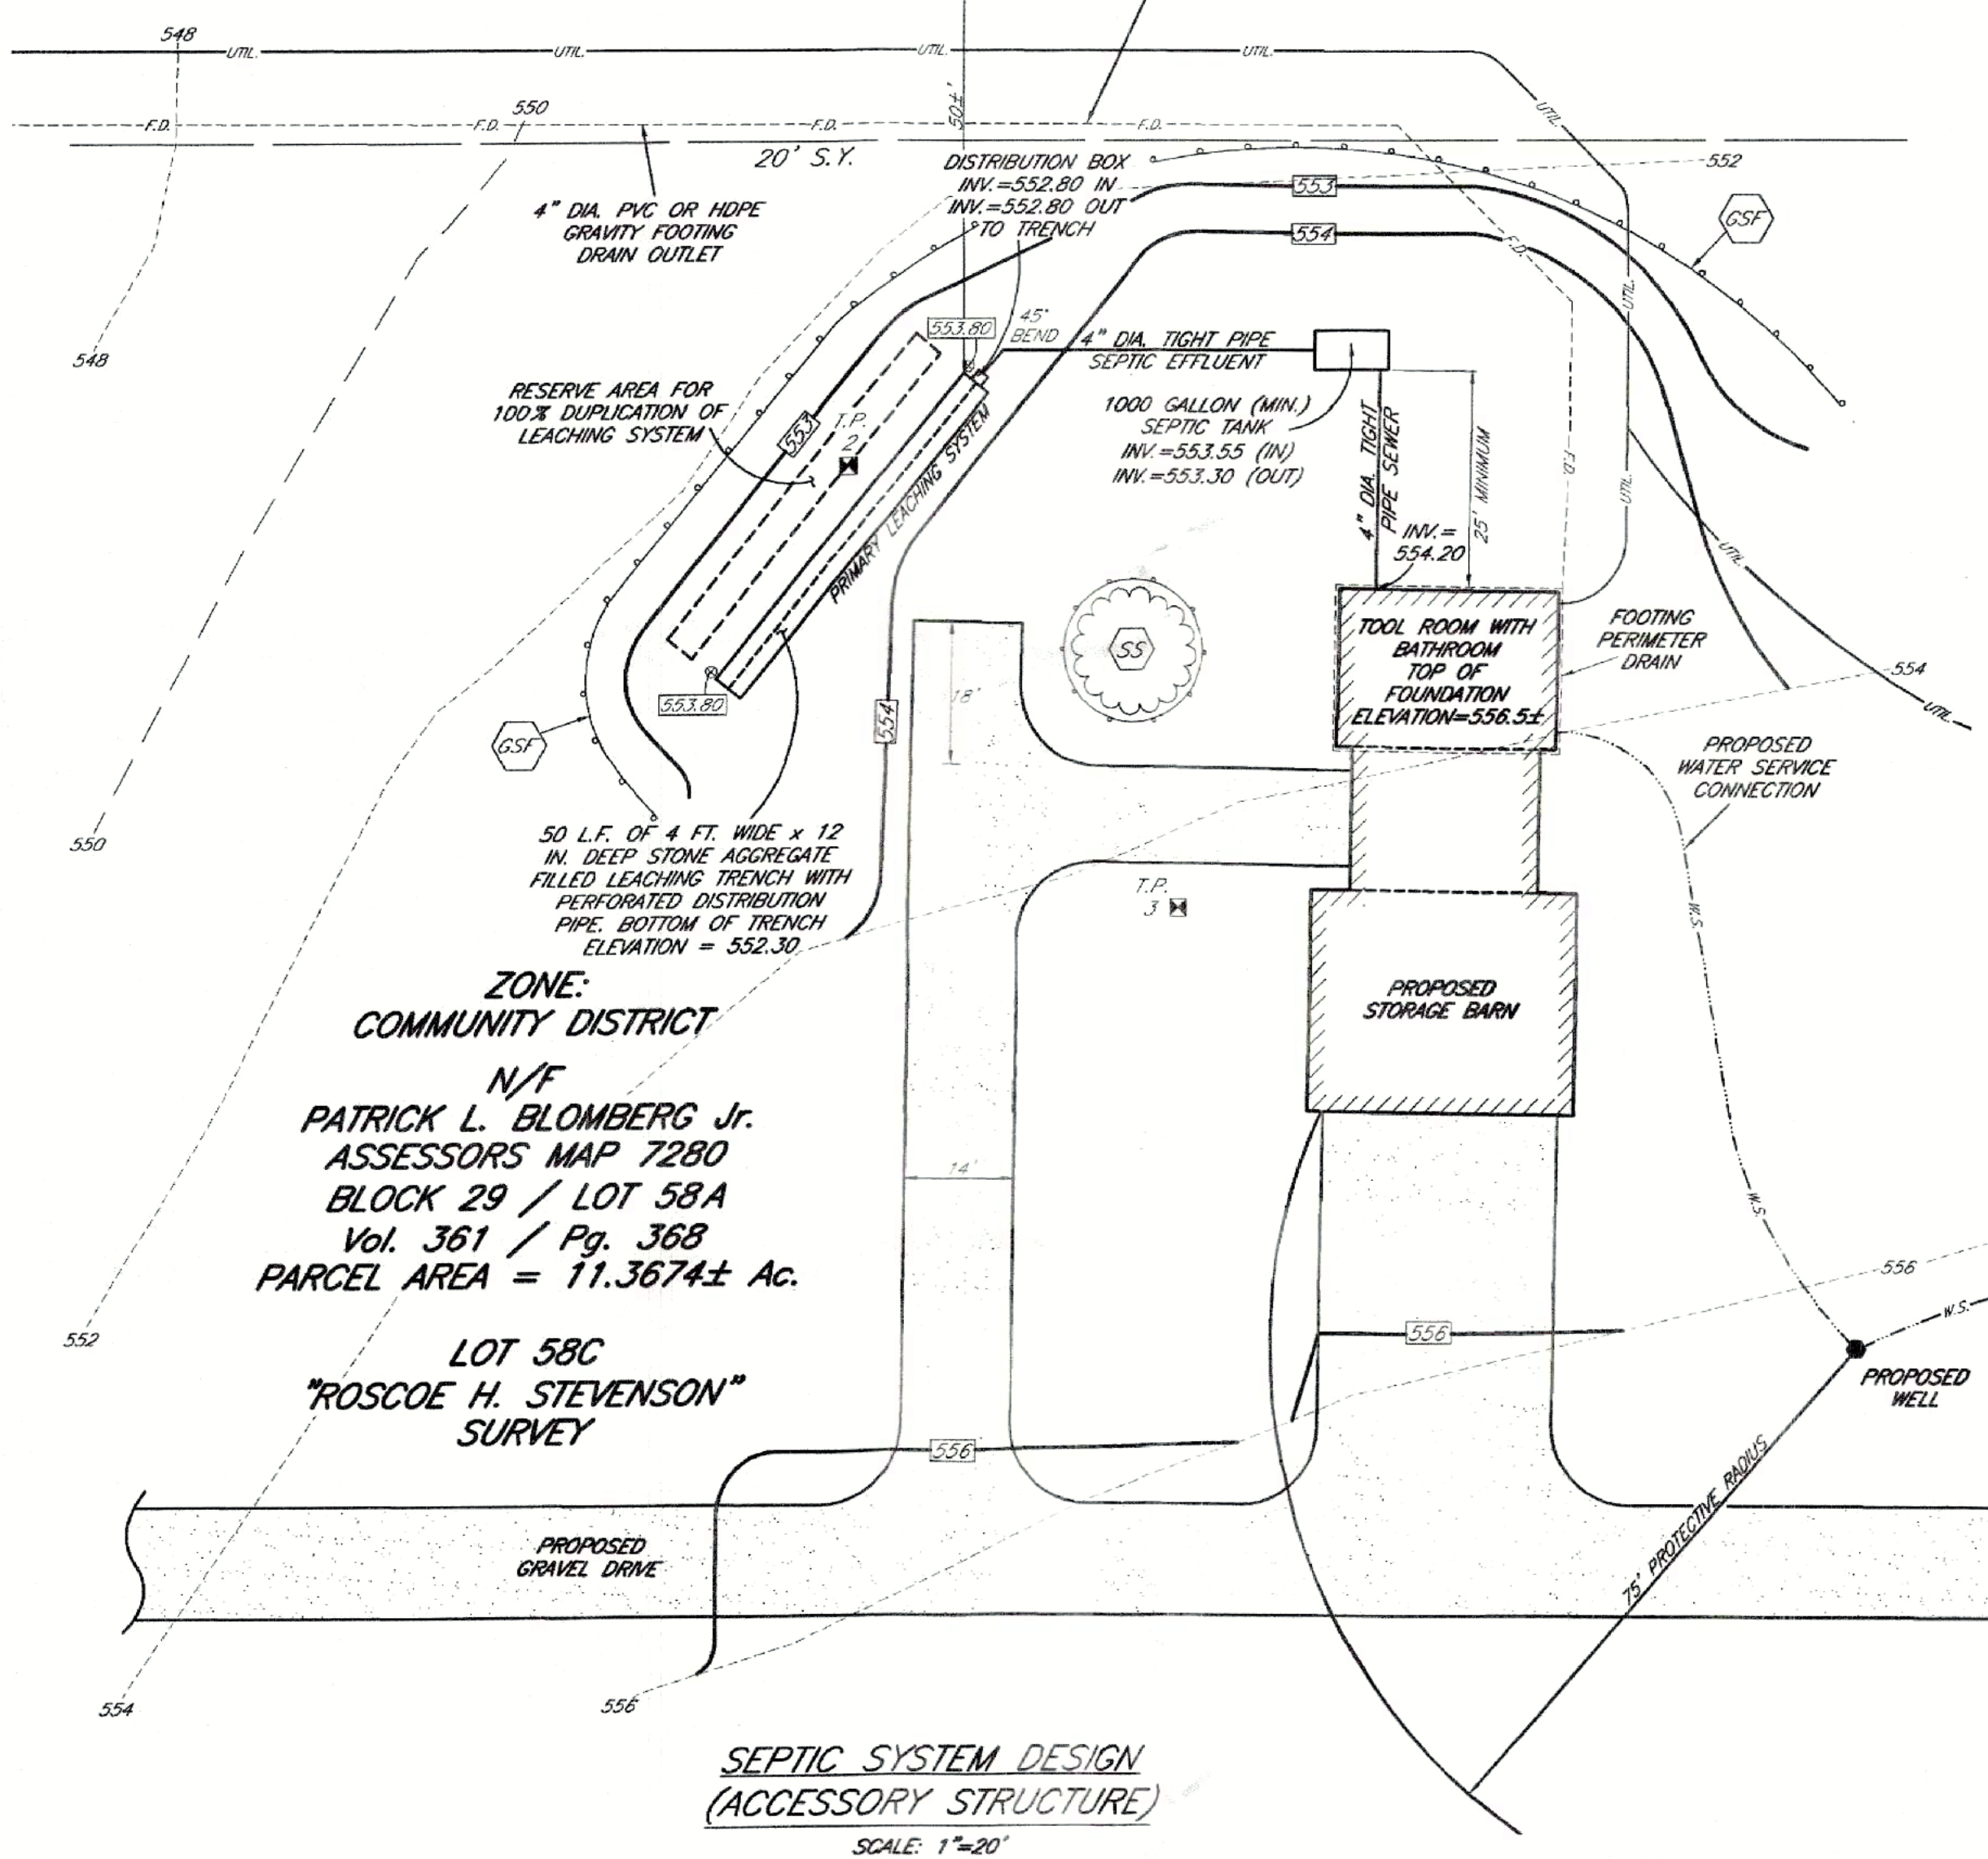 548
UTIL.
UTIL.
UTIL.
UTIL.
UTIL.
F.D.
F.D.
550
F.D.
F.D.
50±'
20' S.Y.
552
4" DIA. PVC OR HDPE
GRAVITY FOOTING
DRAIN OUTLET
DISTRIBUTION BOX
INV.=552.80 IN
INV.=552.80 OUT
TO TRENCH
553
554
F.D.
GSF
UTIL.
548
553.80
45°
BEND
4" DIA. TIGHT PIPE
SEPTIC EFFLUENT
RESERVE AREA FOR
100% DUPLICATION OF
LEACHING SYSTEM
553
T.P.
2
PRIMARY LEACHING SYSTEM
1000 GALLON (MIN.)
SEPTIC TANK
INV.=553.55 (IN)
INV.=553.30 (OUT)
4" DIA. TIGHT
PIPE SEWER
25' MINIMUM
F.D.
UTIL.
INV.=
554.20
UTIL.
TOOL ROOM WITH
BATHROOM
TOP OF
FOUNDATION
ELEVATION=556.5±
FOOTING
PERIMETER
DRAIN
554
UTIL.
SS
18'
553.80
554
GSF
PROPOSED
WATER SERVICE
CONNECTION
550
50 L.F. OF 4 FT. WIDE x 12
IN. DEEP STONE AGGREGATE
FILLED LEACHING TRENCH WITH
PERFORATED DISTRIBUTION
PIPE. BOTTOM OF TRENCH
ELEVATION = 552.30
T.P.
3
W.S.
PROPOSED
STORAGE BARN
ZONE:
COMMUNITY DISTRICT
N/F
PATRICK L. BLOMBERG Jr.
ASSESSORS MAP 7280
BLOCK 29 / LOT 58A
Vol. 361 / Pg. 368
PARCEL AREA = 11.3674± Ac.
14'
W.S.
556
W.S.
552
LOT 58C
"ROSCOE H. STEVENSON"
SURVEY
556
556
PROPOSED
WELL
75' PROTECTIVE RADIUS
PROPOSED
GRAVEL DRIVE
554
556
SEPTIC SYSTEM DESIGN
(ACCESSORY STRUCTURE)
SCALE: 1"=20'